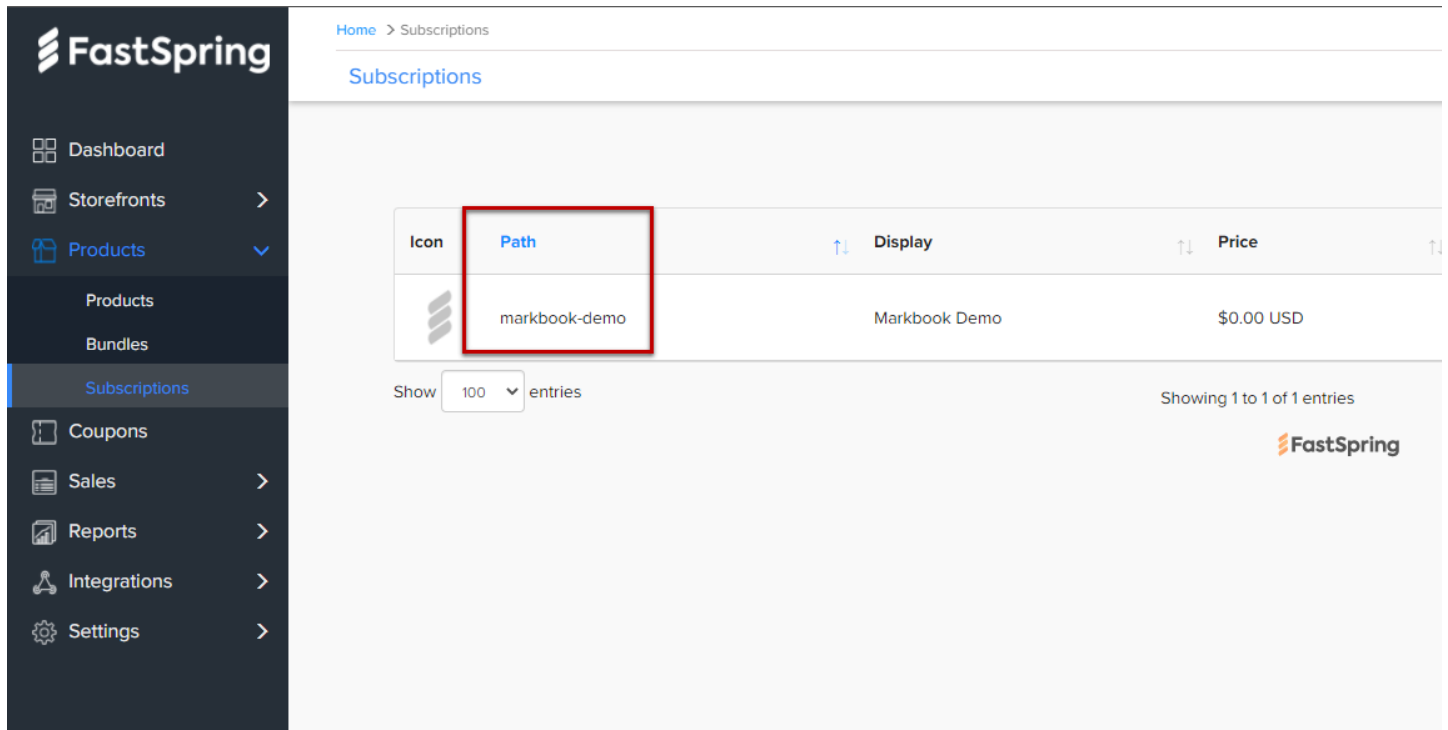 FastSpring
Home > Subscriptions
Subscriptions
Dashboard
Storefronts
Products
Products
Bundles
Subscriptions
Coupons
Sales
Reports
Integrations
Settings
Icon Path Display Price
markbook-demo Markbook Demo $0.00 USD
Show 100 entries
Showing 1 to 1 of 1 entries
FastSpring